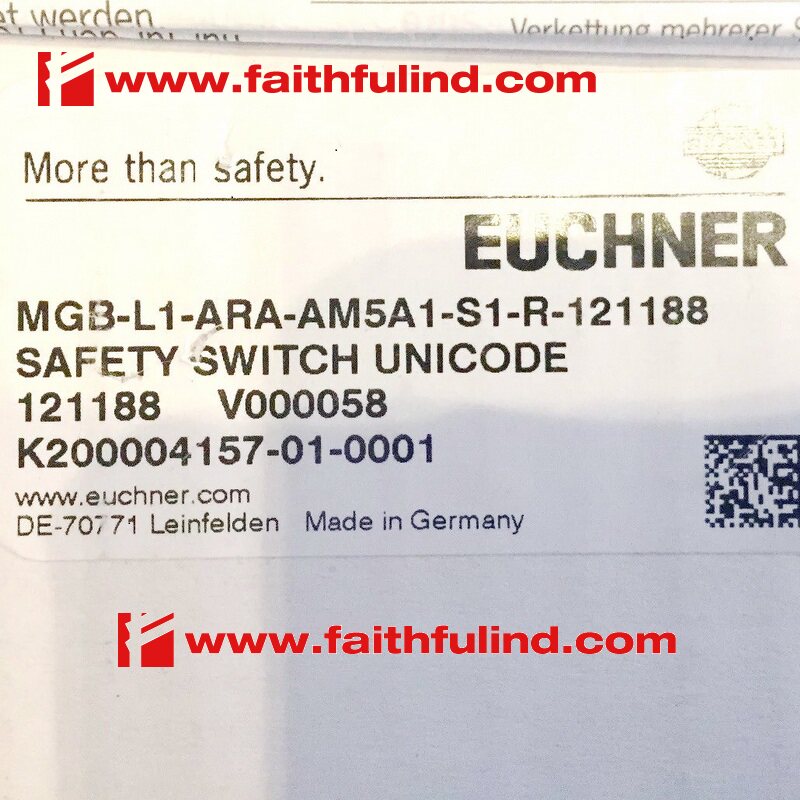 et werden
Verkettung mehrerer S
www.faithfulind.com
More than safety.
EUCHNER
MGB-L1-ARA-AM5A1-S1-R-121188
SAFETY SWITCH UNICODE
121188 V000058
K200004157-01-0001
www.euchner.com
DE-70771 Leinfelden Made in Germany
www.faithfulind.com